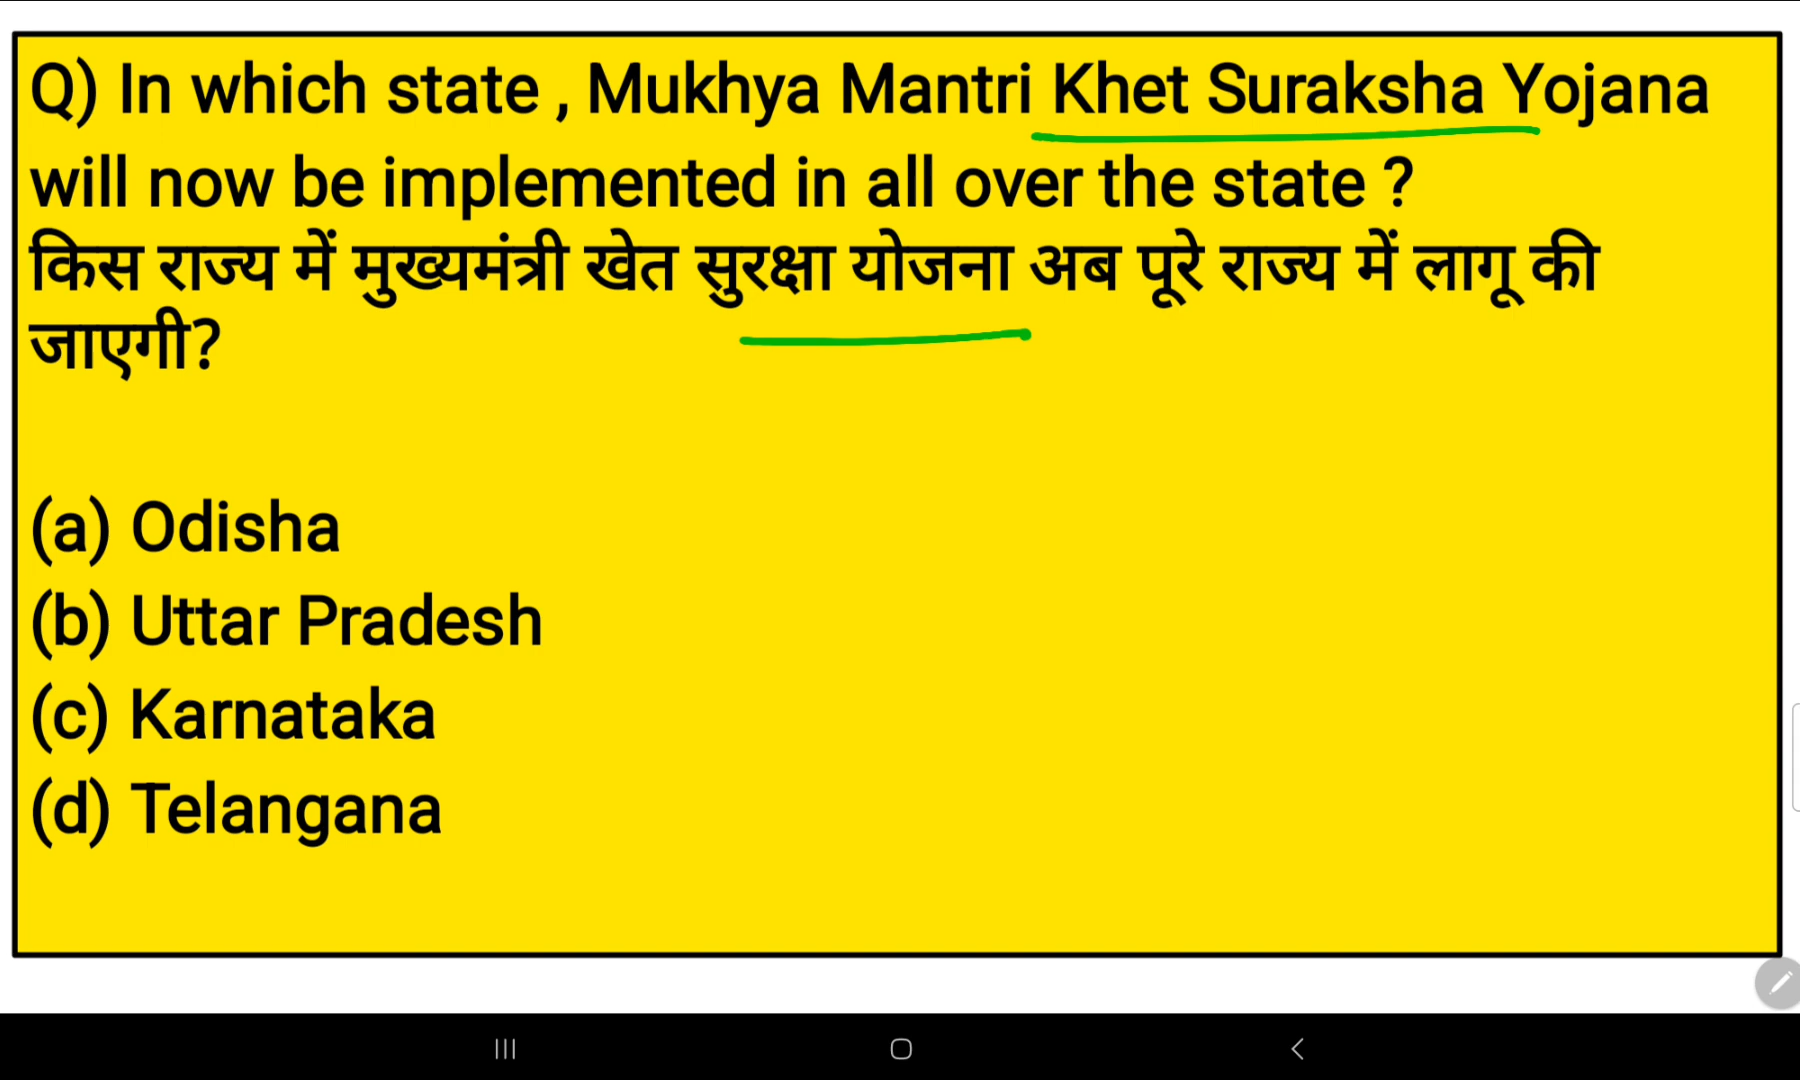 Q) In which state , Mukhya Mantri Khet Suraksha Yojana
will now be implemented in all over the state ?
किस राज्य में मुख्यमंत्री खेत सुरक्षा योजना अब पूरे राज्य में लागू की
जाएगी?
(a) Odisha
(b) Uttar Pradesh
(c) Karnataka
(d) Telangana